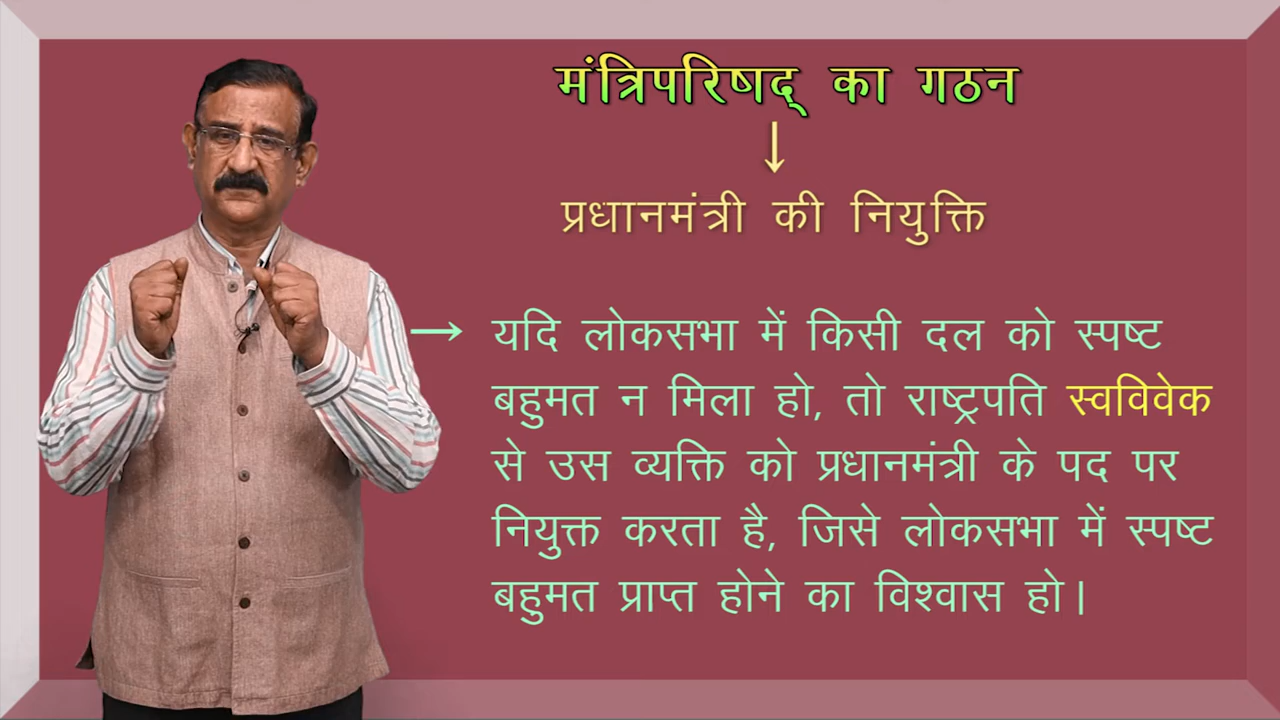 मंत्रिपरिषद् का गठन
↓
प्रधानमंत्री की नियुक्ति
→ यदि लोकसभा में किसी दल को स्पष्ट
बहुमत न मिला हो, तो राष्ट्रपति स्वविवेक
से उस व्यक्ति को प्रधानमंत्री के पद पर
नियुक्त करता है, जिसे लोकसभा में स्पष्ट
बहुमत प्राप्त होने का विश्वास हो।